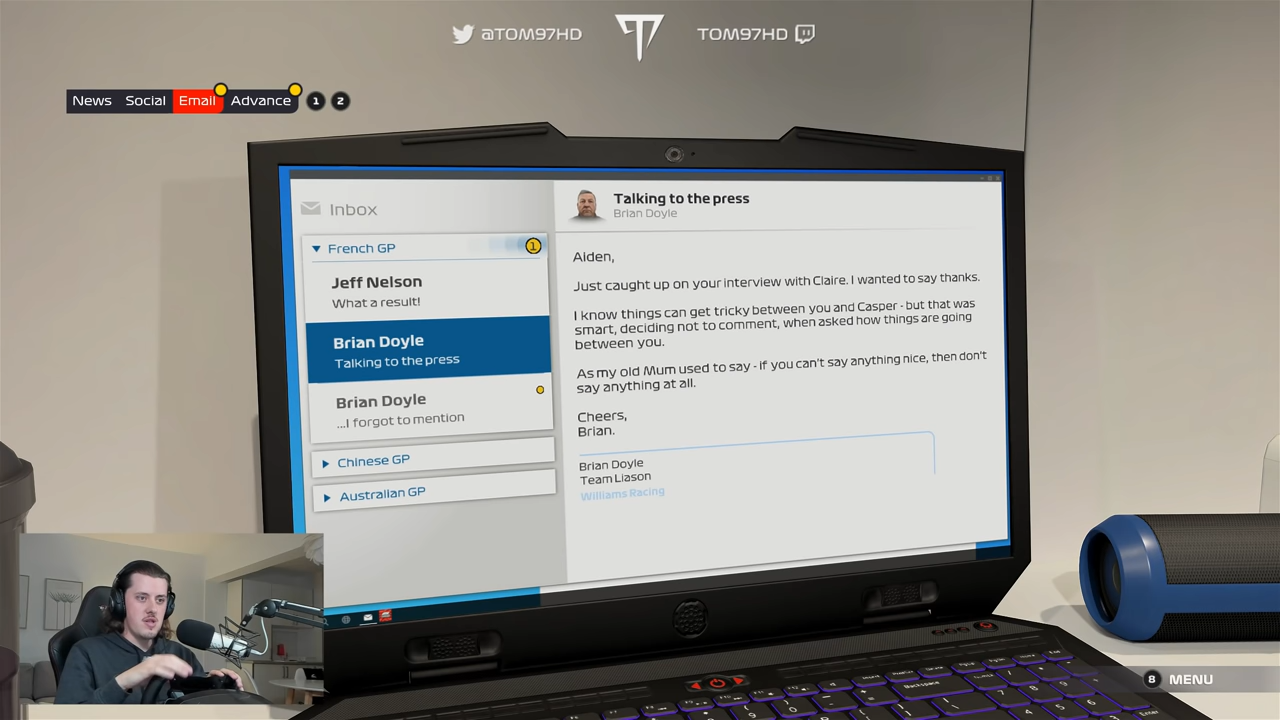 @TOM97HD
TOM97HD
News Social Email Advance 1 2
Inbox
French GP 1
Jeff Nelson
What a result!
Brian Doyle
Talking to the press
Brian Doyle
...I forgot to mention
Chinese GP
Australian GP
Talking to the press
Brian Doyle
Aiden,
Just caught up on your interview with Claire. I wanted to say thanks.
I know things can get tricky between you and Casper - but that was
smart, deciding not to comment, when asked how things are going
between you.
As my old Mum used to say - if you can't say anything nice, then don't
say anything at all.
Cheers,
Brian.
Brian Doyle
Team Liason
Williams Racing
Backspace
Enter
8 MENU